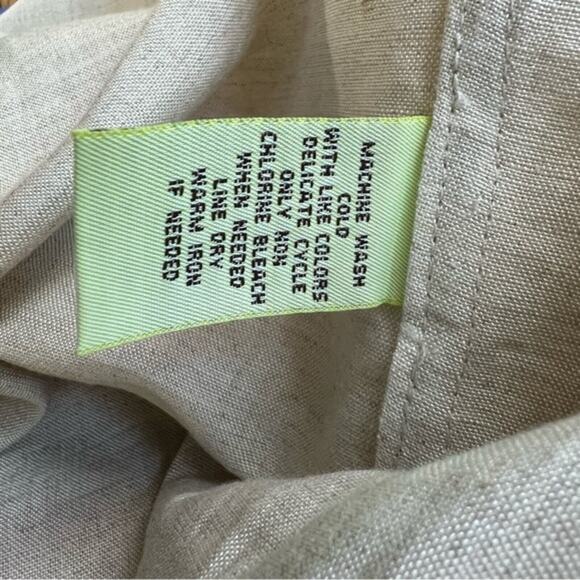 MACHINE WASH
COLD
WITH LIKE COLORS
DELICATE CYCLE
ONLY NON
CHLORINE BLEACH
WHEN NEEDED
LINE DRY
WARM IRON
IF NEEDED